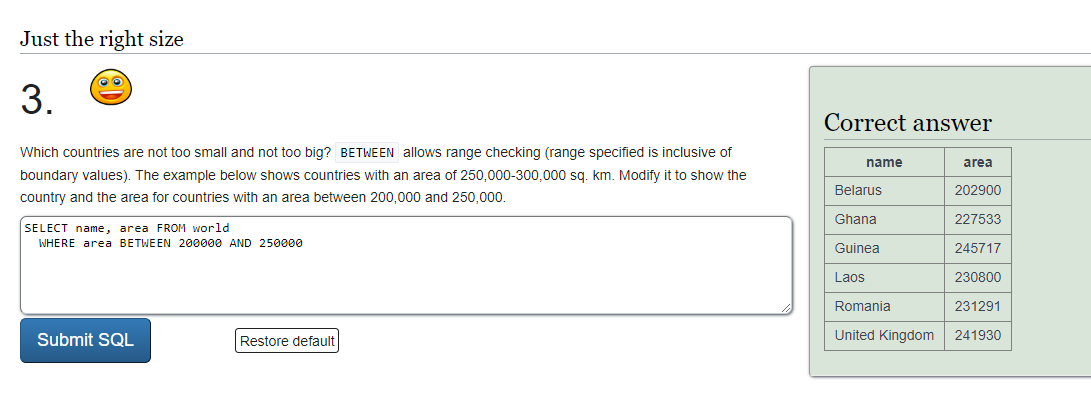 Just the right size
3.
Which countries are not too small and not too big? BETWEEN allows range checking (range specified is inclusive of
boundary values). The example below shows countries with an area of 250,000-300,000 sq. km. Modify it to show the
country and the area for countries with an area between 200,000 and 250,000.
SELECT name, area FROM world
WHERE area BETWEEN 200000 AND 250000
Submit SQL
Restore default
Correct answer
name area
Belarus 202900
Ghana 227533
Guinea 245717
Laos 230800
Romania 231291
United Kingdom 241930